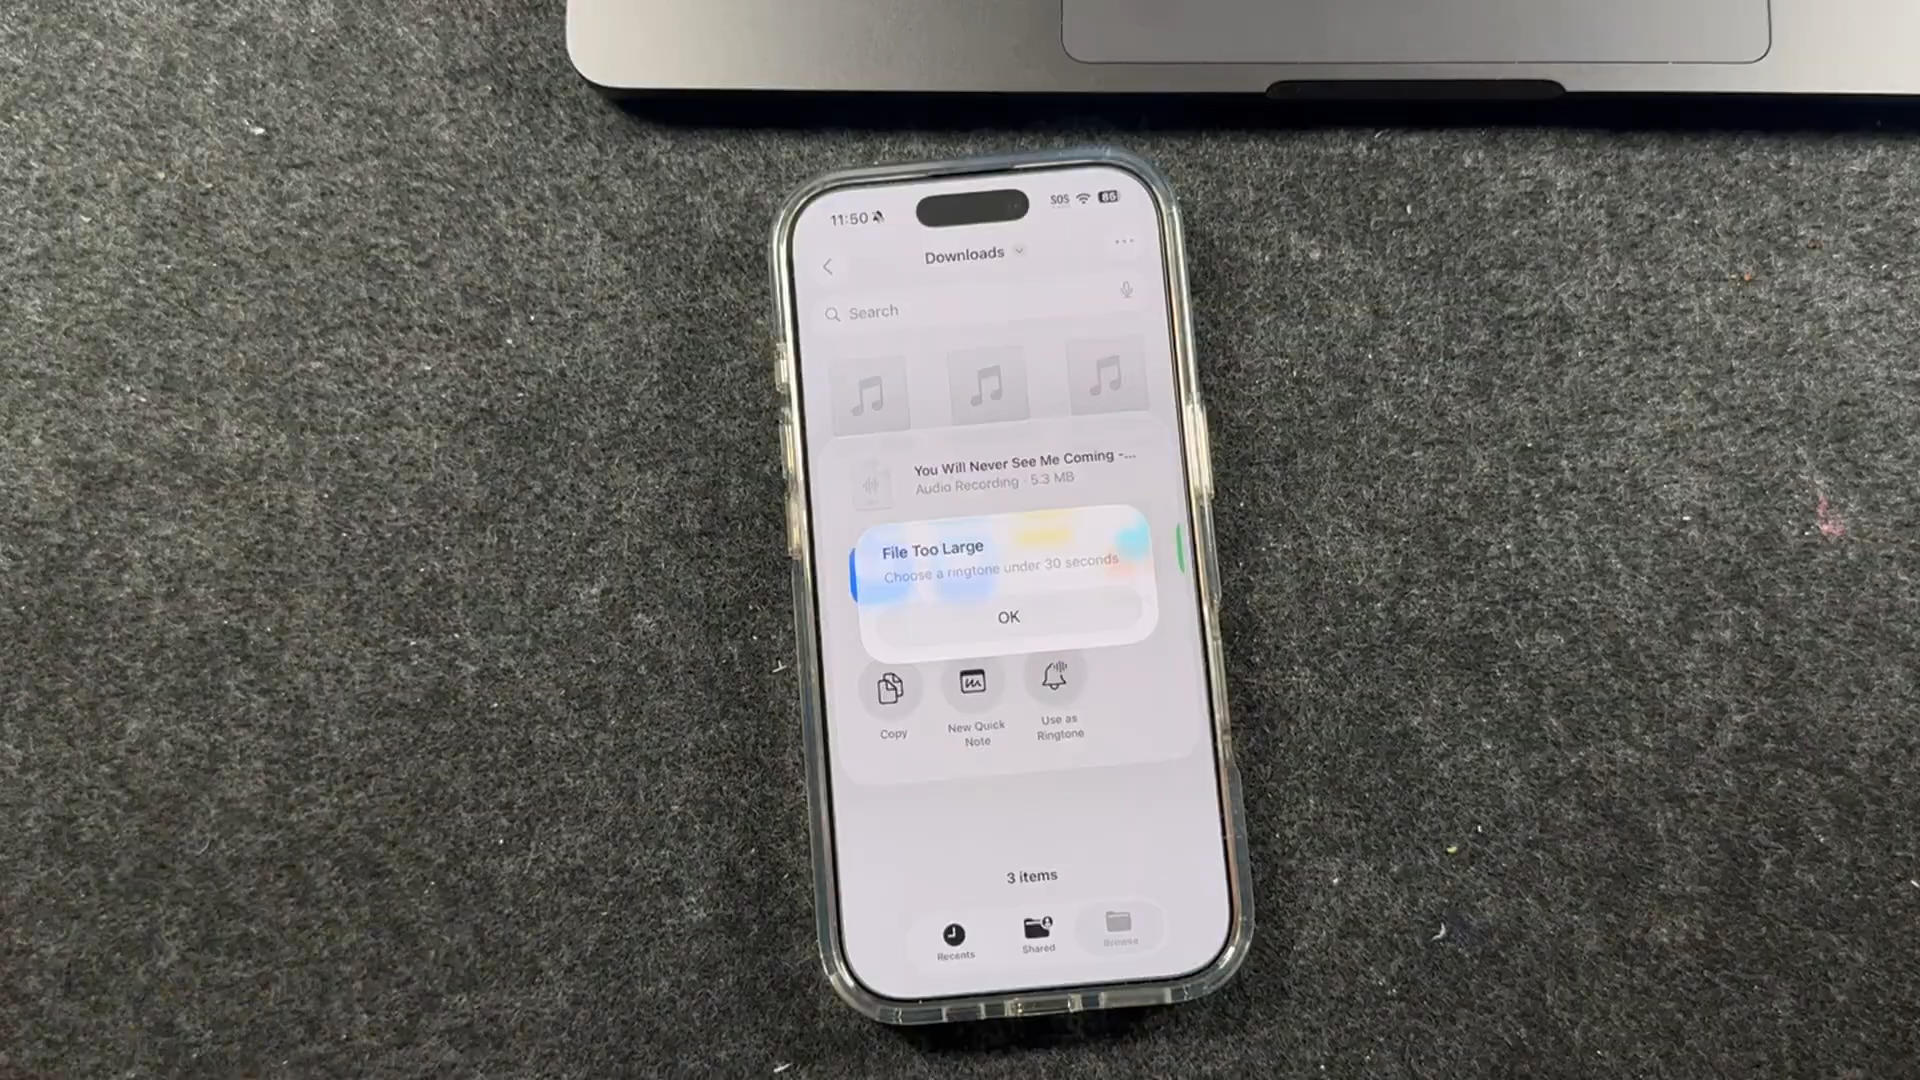 11:50
SOS
86
Downloads
Search
You Will Never See Me Coming -...
Audio Recording · 5.3 MB
File Too Large
Choose a ringtone under 30 seconds
OK
Copy
New Quick
Note
Use as
Ringtone
3 items
Recents
Shared
Browse